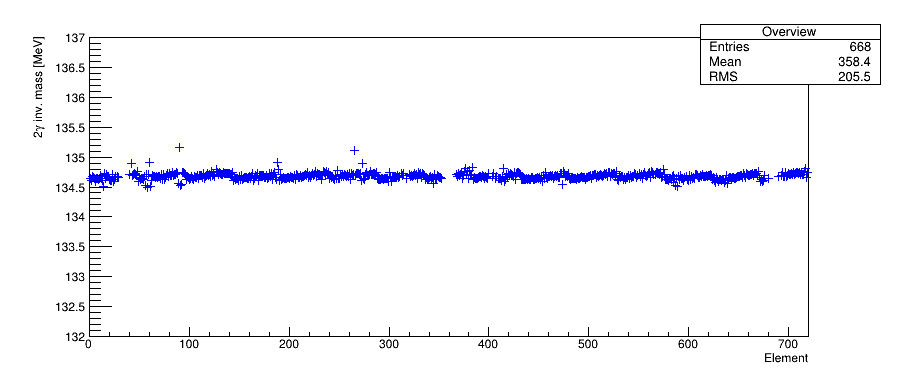 Overview
Entries 668
Mean 358.4
RMS 205.5
2γ inv. mass [MeV]
137
136.5
136
135.5
135
134.5
134
133.5
133
132.5
132
0 100 200 300 400 500 600 700
Element